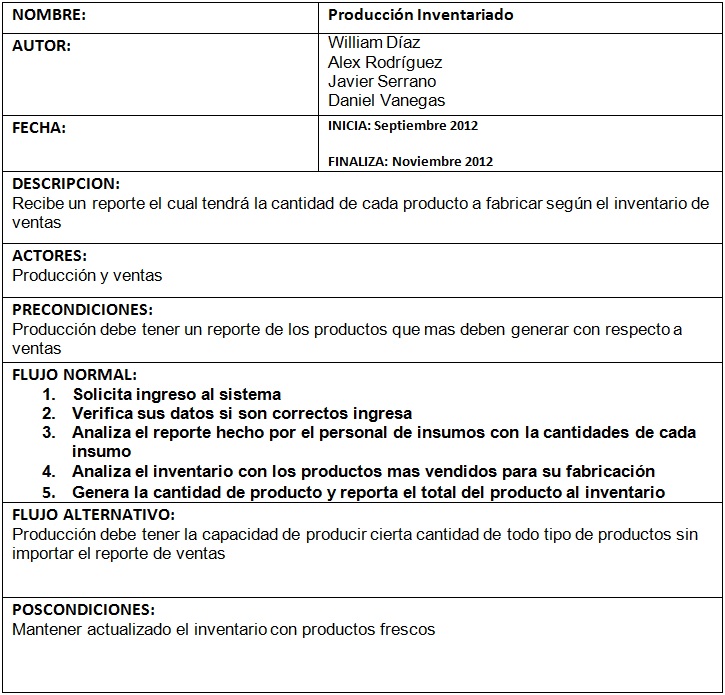 NOMBRE: Producción Inventariado
AUTOR: William Díaz
Alex Rodríguez
Javier Serrano
Daniel Vanegas
FECHA: INICIA: Septiembre 2012
FINALIZA: Noviembre 2012
DESCRIPCION:
Recibe un reporte el cual tendrá la cantidad de cada producto a fabricar según el inventario de
ventas
ACTORES:
Producción y ventas
PRECONDICIONES:
Producción debe tener un reporte de los productos que mas deben generar con respecto a
ventas
FLUJO NORMAL:
1. Solicita ingreso al sistema
2. Verifica sus datos si son correctos ingresa
3. Analiza el reporte hecho por el personal de insumos con la cantidades de cada
insumo
4. Analiza el inventario con los productos mas vendidos para su fabricación
5. Genera la cantidad de producto y reporta el total del producto al inventario
FLUJO ALTERNATIVO:
Producción debe tener la capacidad de producir cierta cantidad de todo tipo de productos sin
importar el reporte de ventas
POSCONDICIONES:
Mantener actualizado el inventario con productos frescos